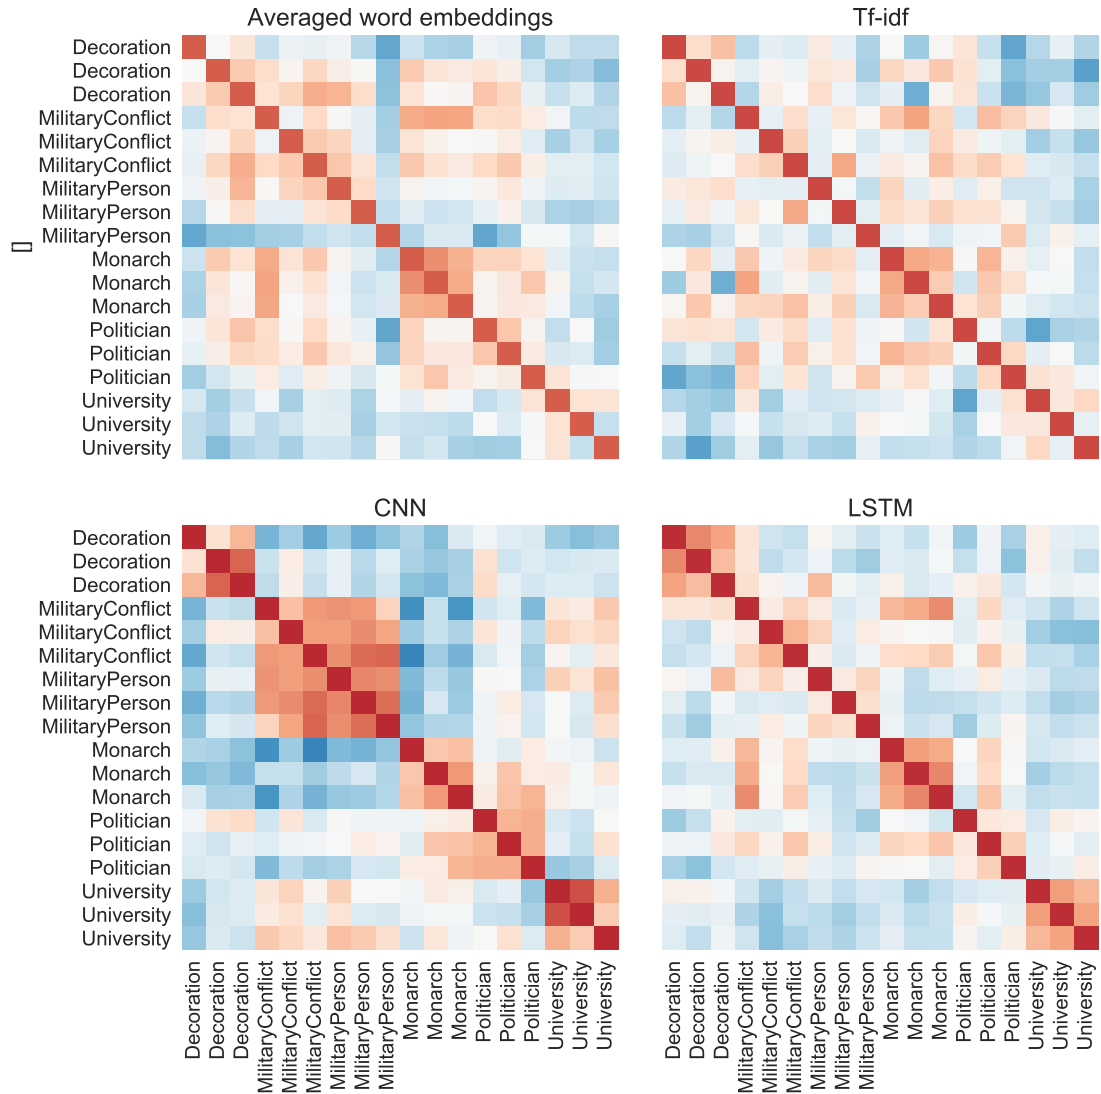 Averaged word embeddings
Tf-idf
Decoration
Decoration
Decoration
MilitaryConflict
MilitaryConflict
MilitaryConflict
MilitaryPerson
MilitaryPerson
MilitaryPerson
Monarch
Monarch
Monarch
Politician
Politician
Politician
University
University
University
[]
CNN
LSTM
Decoration
Decoration
Decoration
MilitaryConflict
MilitaryConflict
MilitaryConflict
MilitaryPerson
MilitaryPerson
MilitaryPerson
Monarch
Monarch
Monarch
Politician
Politician
Politician
University
University
University
Decoration
Decoration
Decoration
MilitaryConflict
MilitaryConflict
MilitaryConflict
MilitaryPerson
MilitaryPerson
MilitaryPerson
Monarch
Monarch
Monarch
Politician
Politician
Politician
University
University
University
Decoration
Decoration
Decoration
MilitaryConflict
MilitaryConflict
MilitaryConflict
MilitaryPerson
MilitaryPerson
MilitaryPerson
Monarch
Monarch
Monarch
Politician
Politician
Politician
University
University
University